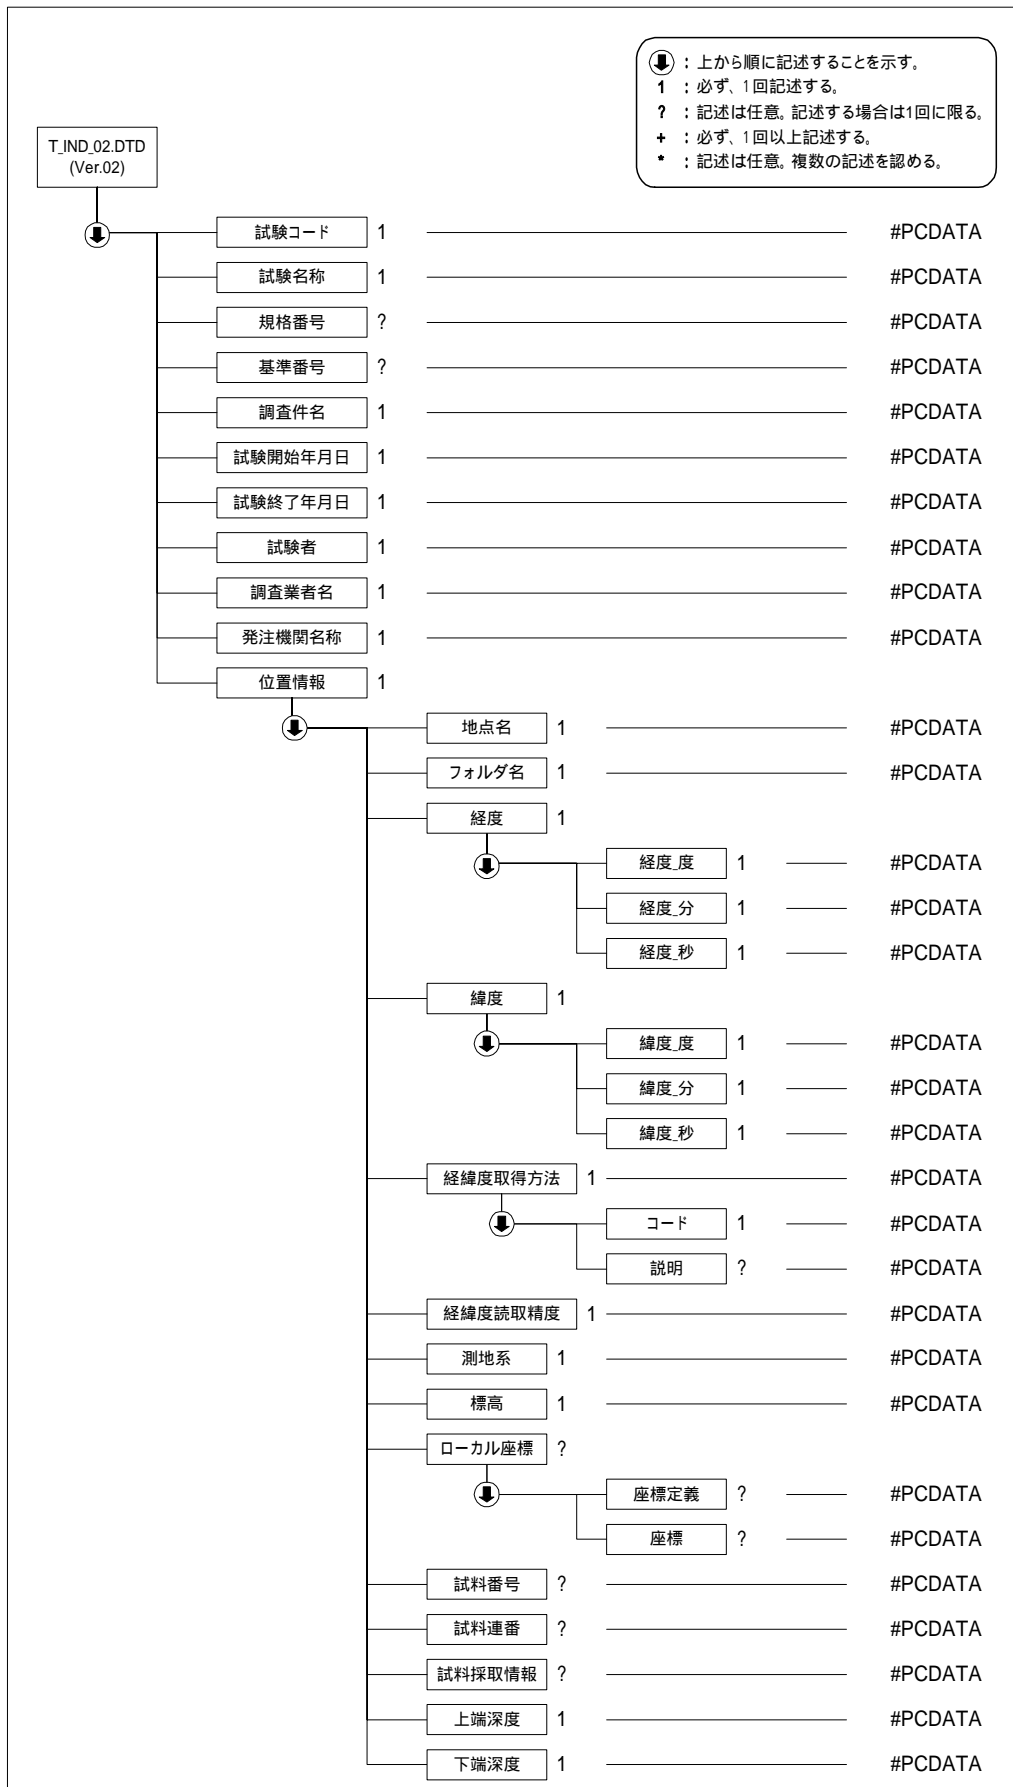 : 上から順に記述することを示す。
1 : 必ず、1回記述する。
? : 記述は任意。記述する場合は1回に限る。
+ : 必ず、1回以上記述する。
* : 記述は任意。複数の記述を認める。
T_IND_02.DTD
(Ver.02)
試験コード 1 #PCDATA
試験名称 1 #PCDATA
規格番号 ? #PCDATA
基準番号 ? #PCDATA
調査件名 1 #PCDATA
試験開始年月日 1 #PCDATA
試験終了年月日 1 #PCDATA
試験者 1 #PCDATA
調査業者名 1 #PCDATA
発注機関名称 1 #PCDATA
位置情報 1
地点名 1 #PCDATA
フォルダ名 1 #PCDATA
経度 1
経度_度 1 #PCDATA
経度_分 1 #PCDATA
経度_秒 1 #PCDATA
緯度 1
緯度_度 1 #PCDATA
緯度_分 1 #PCDATA
緯度_秒 1 #PCDATA
経緯度取得方法 1 #PCDATA
コード 1 #PCDATA
説明 ? #PCDATA
経緯度読取精度 1 #PCDATA
測地系 1 #PCDATA
標高 1 #PCDATA
ローカル座標 ?
座標定義 ? #PCDATA
座標 ? #PCDATA
試料番号 ? #PCDATA
試料連番 ? #PCDATA
試料採取情報 ? #PCDATA
上端深度 1 #PCDATA
下端深度 1 #PCDATA